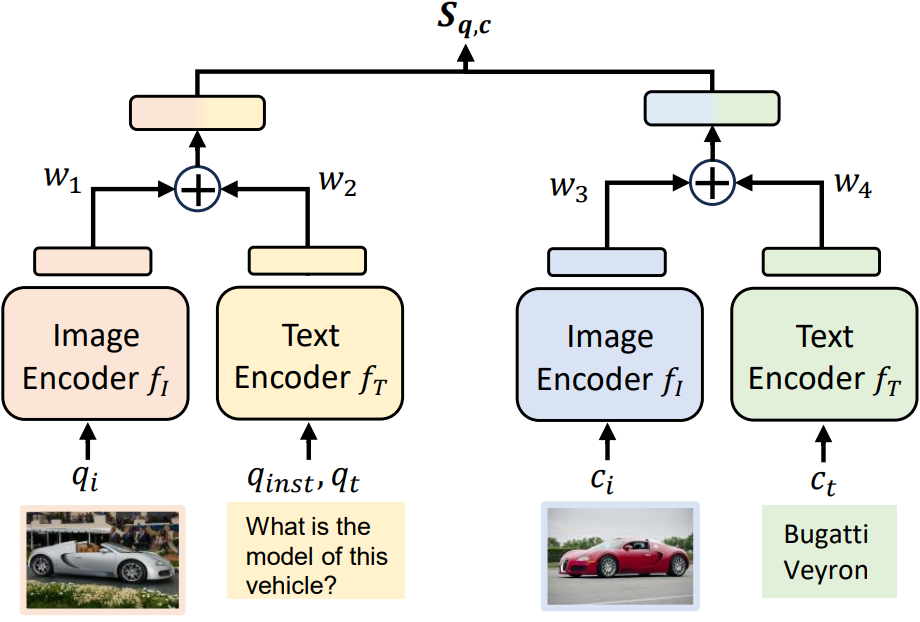 S_{q,c}
w_1
w_2
w_3
w_4
Image
Encoder f_I
Text
Encoder f_T
Image
Encoder f_I
Text
Encoder f_T
q_i
q_{inst}, q_t
c_i
c_t
What is the
model of this
vehicle?
Bugatti
Veyron